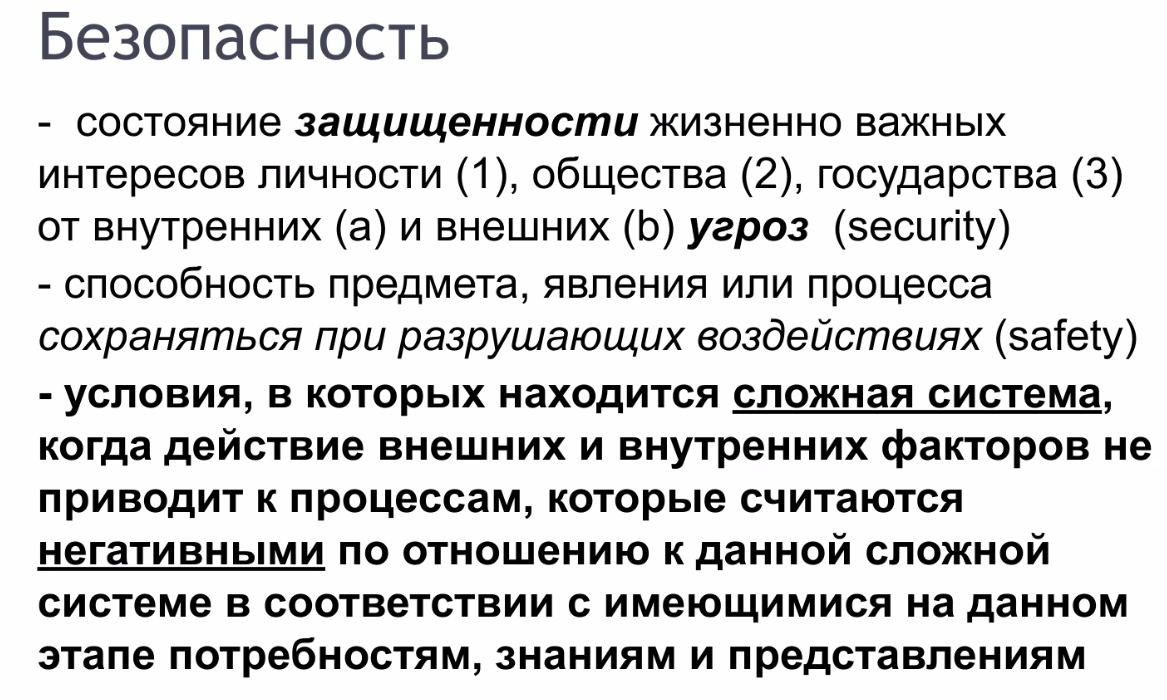 Безопасность
- состояние защищенности жизненно важных
интересов личности (1), общества (2), государства (3)
от внутренних (a) и внешних (b) угроз (security)
- способность предмета, явления или процесса
сохраняться при разрушающих воздействиях (safety)
- условия, в которых находится сложная система,
когда действие внешних и внутренних факторов не
приводит к процессам, которые считаются
негативными по отношению к данной сложной
системе в соответствии с имеющимися на данном
этапе потребностям, знаниям и представлениям